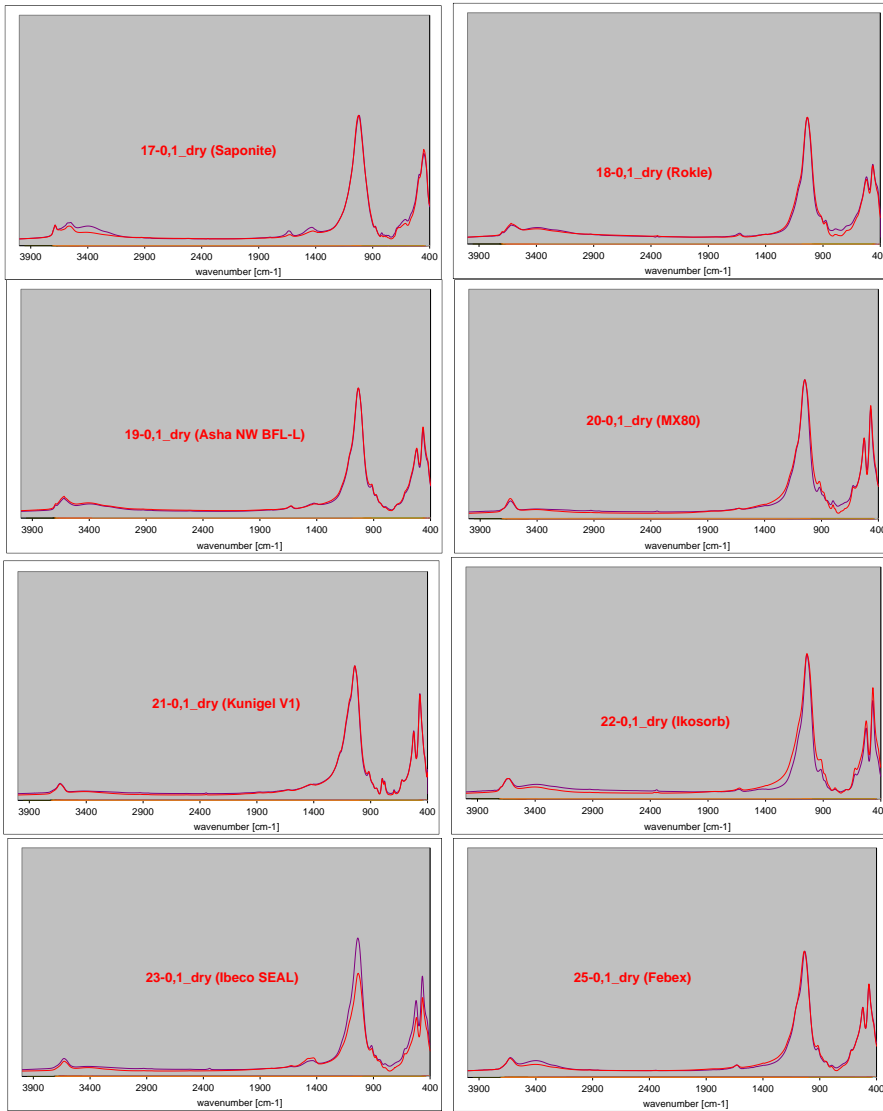 17-0,1_dry (Saponite)
3900 3400 2900 2400 1900 1400 900 400
wavenumber [cm-1]
18-0,1_dry (Rokle)
3900 3400 2900 2400 1900 1400 900 400
wavenumber [cm-1]
19-0,1_dry (Asha NW BFL-L)
3900 3400 2900 2400 1900 1400 900 400
wavenumber [cm-1]
20-0,1_dry (MX80)
3900 3400 2900 2400 1900 1400 900 400
wavenumber [cm-1]
21-0,1_dry (Kunigel V1)
3900 3400 2900 2400 1900 1400 900 400
wavenumber [cm-1]
22-0,1_dry (Ikosorb)
3900 3400 2900 2400 1900 1400 900 400
wavenumber [cm-1]
23-0,1_dry (Ibeco SEAL)
3900 3400 2900 2400 1900 1400 900 400
wavenumber [cm-1]
25-0,1_dry (Febex)
3900 3400 2900 2400 1900 1400 900 400
wavenumber [cm-1]